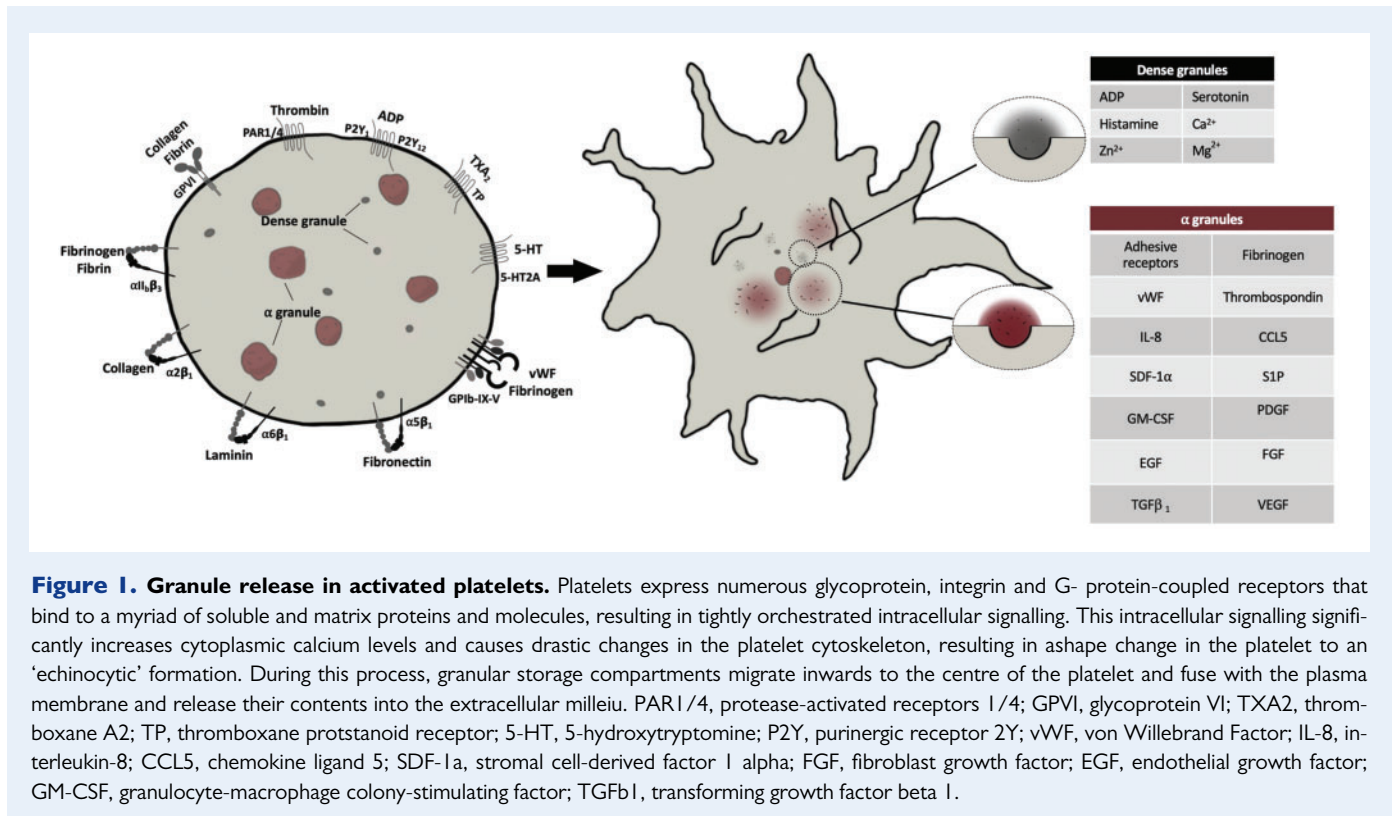 Thrombin
PAR1/4
ADP
P2Y₁
P2Y₁₂
Collagen
Fibrin
GPVI
TXA₂
TP
Dense granule
Fibrinogen
Fibrin
αIIbβ₃
5-HT
5-HT2A
α granule
Collagen
α2β₁
vWF
Fibrinogen
GPIb-IX-V
α6β₁
Laminin
α5β₁
Fibronectin
Dense granules
ADP Serotonin
Histamine Ca²⁺
Zn²⁺ Mg²⁺
α granules
Adhesive
receptors Fibrinogen
vWF Thrombospondin
IL-8 CCL5
SDF-1α S1P
GM-CSF PDGF
EGF FGF
TGFβ ₁ VEGF
Figure 1. Granule release in activated platelets. Platelets express numerous glycoprotein, integrin and G- protein-coupled receptors that
bind to a myriad of soluble and matrix proteins and molecules, resulting in tightly orchestrated intracellular signalling. This intracellular signalling signifi-
cantly increases cytoplasmic calcium levels and causes drastic changes in the platelet cytoskeleton, resulting in ashape change in the platelet to an
‘echinocytic’ formation. During this process, granular storage compartments migrate inwards to the centre of the platelet and fuse with the plasma
membrane and release their contents into the extracellular milleiu. PAR1/4, protease-activated receptors 1/4; GPVI, glycoprotein VI; TXA2, throm-
boxane A2; TP, thromboxane protstanoid receptor; 5-HT, 5-hydroxytryptomine; P2Y, purinergic receptor 2Y; vWF, von Willebrand Factor; IL-8, in-
terleukin-8; CCL5, chemokine ligand 5; SDF-1a, stromal cell-derived factor 1 alpha; FGF, fibroblast growth factor; EGF, endothelial growth factor;
GM-CSF, granulocyte-macrophage colony-stimulating factor; TGFb1, transforming growth factor beta 1.